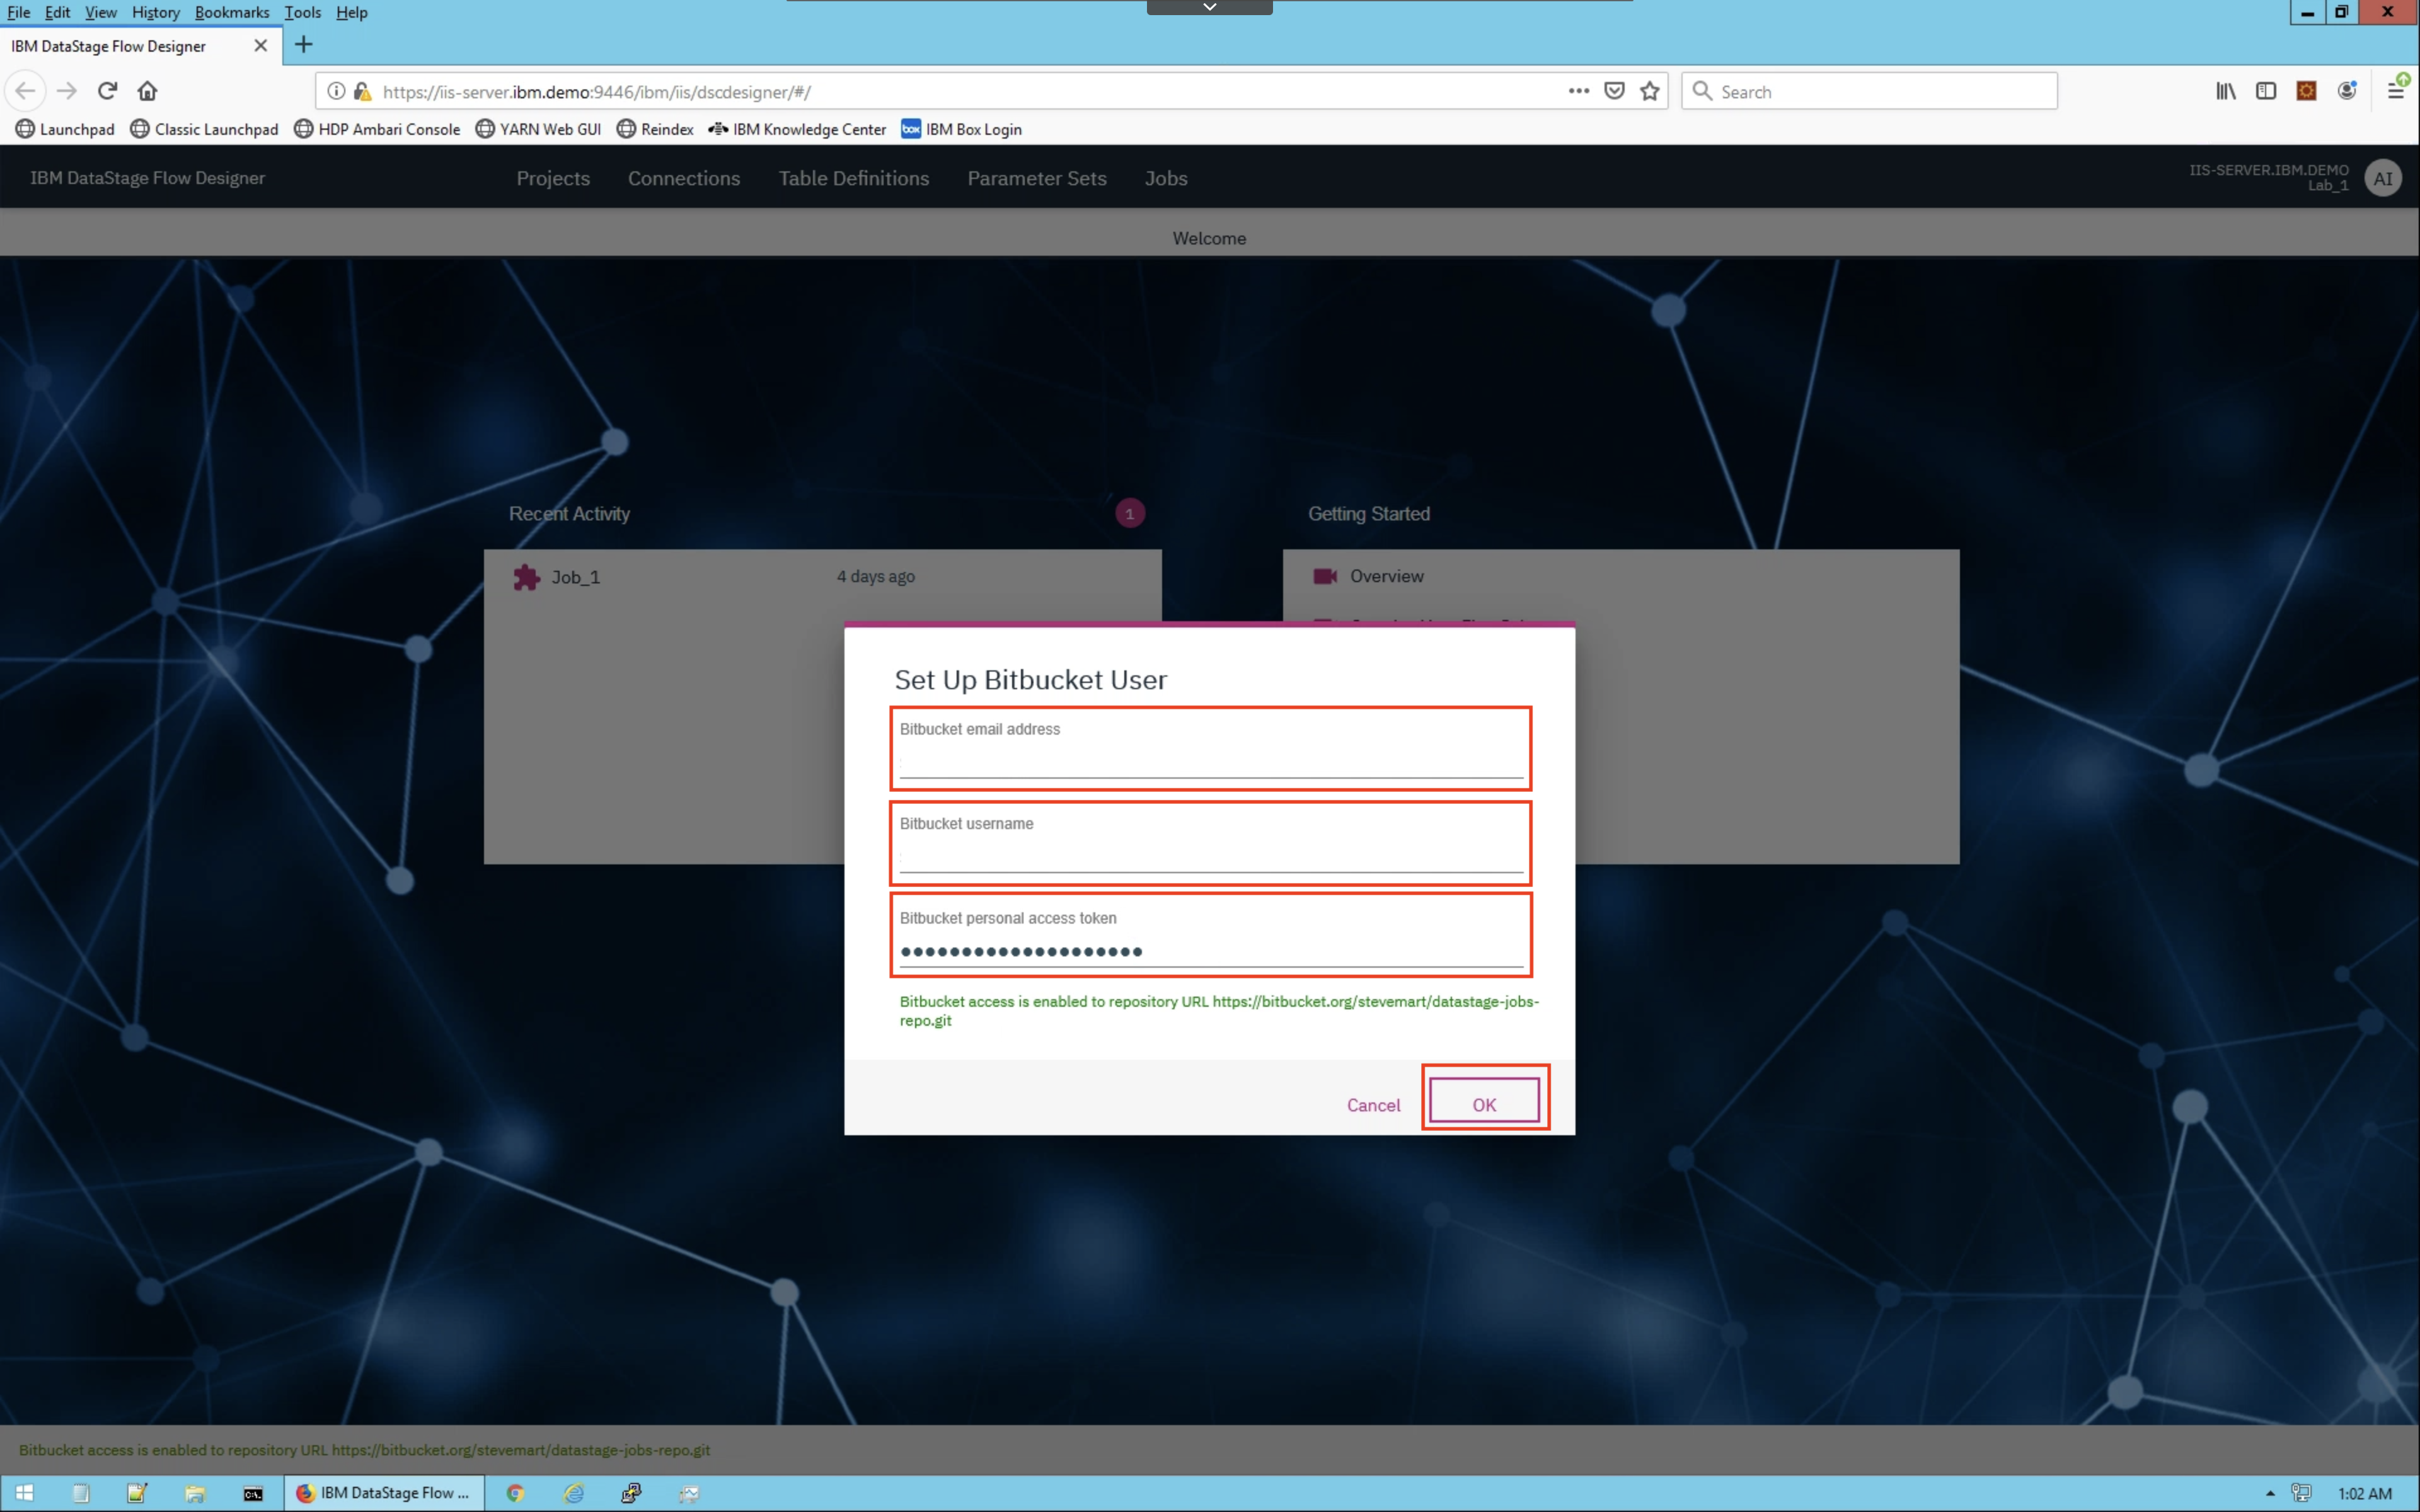 File Edit View History Bookmarks Tools Help
IBM DataStage Flow Designer
https://iis-server.ibm.demo:9446/ibm/iis/dscdesigner/#/
Search
Launchpad Classic Launchpad HDP Ambari Console YARN Web GUI Reindex IBM Knowledge Center box IBM Box Login
IBM DataStage Flow Designer Projects Connections Table Definitions Parameter Sets Jobs IIS-SERVER.IBM.DEMO
Lab_1
AI
Welcome
Recent Activity 1
Getting Started
Job_1 4 days ago
Overview
Set Up Bitbucket User
Bitbucket email address
Bitbucket username
Bitbucket personal access token
●●●●●●●●●●●●●●●●●●●●
Bitbucket access is enabled to repository URL https://bitbucket.org/stevemart/datastage-jobs-
repo.git
Cancel OK
Bitbucket access is enabled to repository URL https://bitbucket.org/stevemart/datastage-jobs-repo.git
IBM DataStage Flow ...
1:02 AM